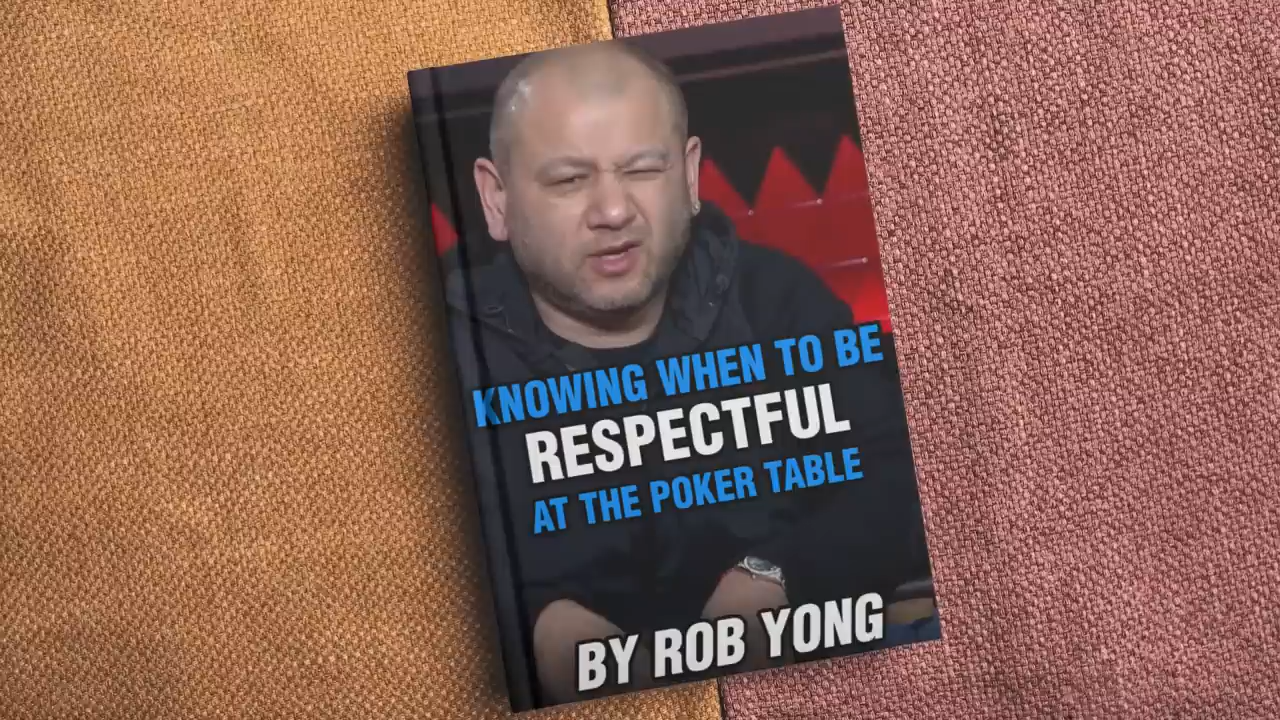 KNOWING WHEN TO BE
RESPECTFUL
AT THE POKER TABLE
BY ROB YONG